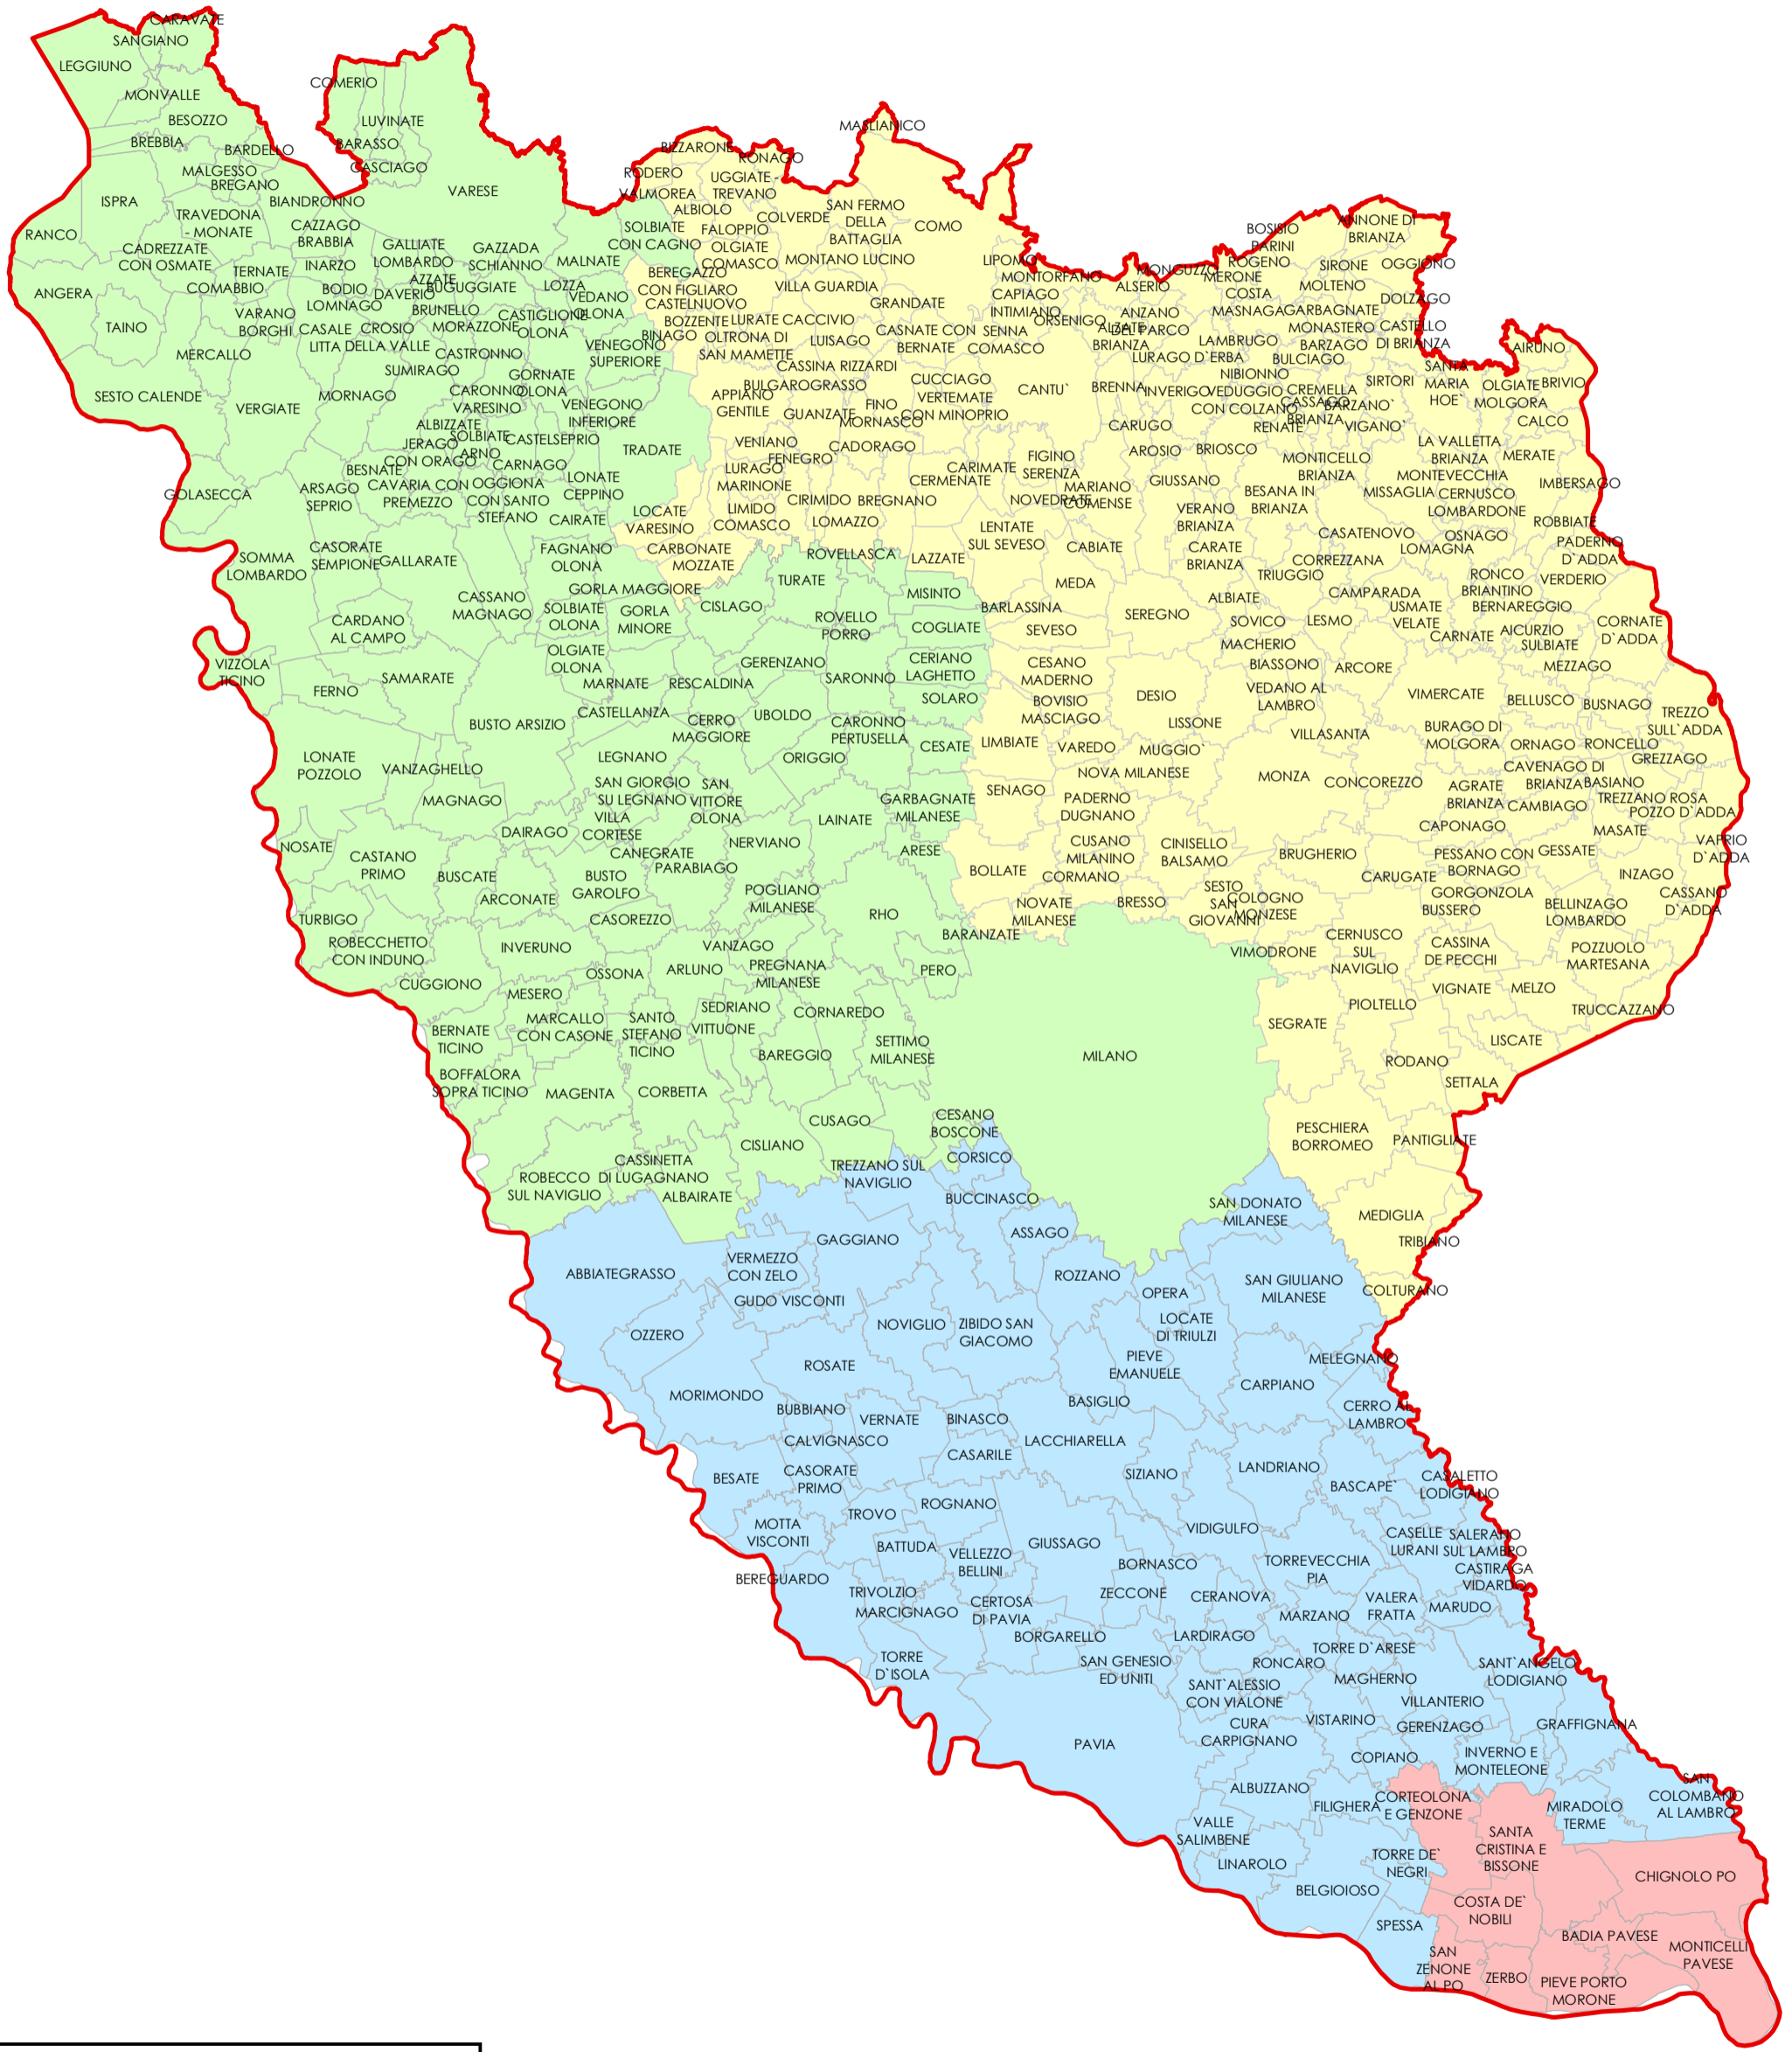 CARAVATE
SANGIANO
LEGGIUNO
MONVALLE
BESOZZO
BREBBIA
BARDELLO
MALGESSO
BREGANO
ISPRA
BIANDRONNO
TRAVEDONA
- MONATE
RANCO
CADREZZATE
CON OSMATE
CAZZAGO
BRABBIA
TERNATE
COMABBIO
INARZO
ANGERA
TAINO
BODIO
LOMNAGO
VARANO
BORGHI
MERCALLO
CASALE
LITTA
CROSIO
DELLA VALLE
SESTO CALENDE
VERGIATE
MORNAGO
GOLASECCA
COMERIO
LUVINATE
BARASSO
CASCIAGO
VARESE
GALLIATE
LOMBARDO
GAZZADA
SCHIANNO
MALNATE
AZZATE
DAVERIO
BUGUGGIATE
LOZZA
VEDANO
OLONA
BRUNELLO
MORAZZONE
CASTIGLIONE
OLONA
VENEGONO
SUPERIORE
CASTRONNO
SUMIRAGO
GORNATE
OLONA
CARONNO
VARESINO
VENEGONO
INFERIORE
ALBIZZATE
SOLBIATE
ARNO
CASTELSEPRIO
TRADATE
JERAGO
CON ORAGO
BESNATE
CARNAGO
CAVARIA CON
PREMEZZO
OGGIONA
CON SANTO
STEFANO
LONATE
CEPPINO
ARSAGO
SEPRIO
CAIRATE
SOMMA
LOMBARDO
CASORATE
SEMPIONE
GALLARATE
FAGNANO
OLONA
GORLA MAGGIORE
CASSANO
MAGNAGO
SOLBIATE
OLONA
GORLA
MINORE
CARDANO
AL CAMPO
OLGIATE
OLONA
VIZZOLA
TICINO
FERNO
SAMARATE
MARNATE
BUSTO ARSIZIO
CASTELLANZA
LONATE
POZZOLO
VANZAGHELLO
MAGNAGO
MASLIANICO
BIZZARONE
RONAGO
RODERO
UGGIATE -
TREVANO
VALMOREA
ALBIOLO
SOLBIATE
CON CAGNO
FALOPPIO
COLVERDE
SAN FERMO
DELLA
BATTAGLIA
COMO
OLGIATE
COMASCO
MONTANO LUCINO
BEREGAZZO
CON FIGLIARO
VILLA GUARDIA
LIPOMO
MONTORFANO
CASTELNUOVO
BOZZENTE
GRANDATE
CAPIAGO
INTIMIANO
LURATE CACCIVIO
BINAGO
OLTRONA DI
SAN MAMETTE
LUISAGO
CASNATE CON
BERNATE
SENNA
COMASCO
ORSENIGO
CASSINA RIZZARDI
BULGAROGRASSO
CUCCIAGO
VERTEMATE
CON MINOPRIO
CANTU`
APPIANO
GENTILE
GUANZATE
FINO
MORNASCO
VENIANO
FENEGRO`
CADORAGO
LURAGO
MARINONE
CERMENATE
CARIMATE
FIGINO
SERENZA
CIRIMIDO
BREGNANO
NOVEDRATE
MARIANO
COMENSE
LIMIDO
COMASCO
LOMAZZO
LOCATE
VARESINO
CARBONATE
MOZZATE
ROVELLASCA
LAZZATE
LENTATE
SUL SEVESO
CABIATE
TURATE
MISINTO
CISLAGO
ROVELLO
PORRO
COGLIATE
GERENZANO
CERIANO
LAGHETTO
RESCALDINA
SARONNO
SOLARO
CERRO
MAGGIORE
UBOLDO
CARONNO
PERTUSELLA
CESATE
LEGNANO
ORIGGIO
BOSISIO
PARINI
ANNONE DI
BRIANZA
MONGUZZO
MERONE
ROGENO
SIRONE
OGGIONO
ALSERIO
COSTA
MASNAGA
MOLTENO
DOLZAGO
ANZANO
DEL PARCO
GARBAGNATE
MONASTERO
CASTELLO
DI BRIANZA
ALZATE
BRIANZA
LAMBRUGO
BARZAGO
LURAGO D`ERBA
BULCIAGO
AIRUNO
NIBIONNO
SANTA
MARIA
HOE`
BRENNA
INVERIGO
VEDUGGIO
CON COLZANO
CREMELLA
SIRTORI
OLGIATE
MOLGORA
BRIVIO
CASSAGO
BRIANZA
BARZANO`
CARUGO
RENATE
VIGANO`
CALCO
AROSIO
BRIOSCO
MONTICELLO
BRIANZA
LA VALLETTA
BRIANZA
MERATE
GIUSSANO
MONTEVECCHIA
BESANA IN
BRIANZA
MISSAGLIA
CERNUSCO
LOMBARDONE
IMBERSAGO
VERANO
BRIANZA
CASATENOVO
OSNAGO
ROBBIATE
CARATE
BRIANZA
CORREZZANA
LOMAGNA
PADERNO
D`ADDA
TRIUGGIO
RONCO
BRIANTINO
VERDERIO
MEDA
ALBIATE
CAMPARADA
BERNAREGGIO
BARLASSINA
SEREGNO
SOVICO
LESMO
USMATE
VELATE
CORNATE
D`ADDA
SEVESO
MACHERIO
CARNATE
AICURZIO
SULBIATE
CESANO
MADERNO
BIASSONO
ARCORE
MEZZAGO
BOVISIO
MASCIAGO
DESIO
VEDANO AL
LAMBRO
VIMERCATE
BELLUSCO
BUSNAGO
LISSONE
TREZZO
SULL`ADDA
LIMBIATE
VAREDO
MUGGIO`
VILLASANTA
BURAGO DI
MOLGORA
ORNAGO
RONCELLO
GREZZAGO
NOVA MILANESE
MONZA
CONCOREZZO
CAVENAGO DI
BRIANZA
BASIANO
SENAGO
PADERNO
DUGNANO
AGRATE
BRIANZA
CAMBIAGO
TREZZANO ROSA
POZZO D`ADDA
CAPONAGO
MASATE
CUSANO
MILANINO
CINISELLO
BALSAMO
BRUGHERIO
PESSANO CON
BORNAGO
GESSATE
VAPRIO
D`ADDA
BOLLATE
CORMANO
CARUGATE
INZAGO
SESTO
SAN
GIOVANNI
COLOGNO
MONZESE
GORGONZOLA
BUSSERO
BELLINZAGO
LOMBARDO
CASSANO
D`ADDA
NOVATE
MILANESE
BRESSO
BARANZATE
VIMODRONE
CERNUSCO
SUL
NAVIGLIO
CASSINA
DE PECCHI
POZZUOLO
MARTESANA
VIGNATE
MELZO
PIOLTELLO
TRUCCAZZANO
SEGRATE
LISCATE
RODANO
SETTALA
PESCHIERA
BORROMEO
PANTIGLIATE
MEDIGLIA
TRIBIANO
COLTURANO
SAN GIORGIO
SU LEGNANO
SAN
VITTORE
OLONA
GARBAGNATE
MILANESE
VILLA
CORTESE
LAINATE
DAIRAGO
NERVIANO
NOSATE
CASTANO
PRIMO
CANEGRATE
PARABIAGO
ARESE
BUSCATE
BUSTO
GAROLFO
ARCONATE
POGLIANO
MILANESE
TURBIGO
CASOREZZO
RHO
ROBECCHETTO
CON INDUNO
INVERUNO
VANZAGO
OSSONA
ARLUNO
PREGNANA
MILANESE
PERO
CUGGIONO
MESERO
SEDRIANO
CORNAREDO
BERNATE
TICINO
MARCALLO
CON CASONE
SANTO
STEFANO
TICINO
VITTUONE
BAREGGIO
SETTIMO
MILANESE
MILANO
BOFFALORA
SOPRA TICINO
MAGENTA
CORBETTA
CUSAGO
CESANO
BOSCONE
CISLIANO
CASSINETTA
DI LUGAGNANO
ROBECCO
SUL NAVIGLIO
ALBAIRATE
TREZZANO SUL
NAVIGLIO
CORSICO
BUCCINASCO
SAN DONATO
MILANESE
ASSAGO
GAGGIANO
ABBIATEGRASSO
VERMEZZO
CON ZELO
ROZZANO
GUDO VISCONTI
OPERA
SAN GIULIANO
MILANESE
OZZERO
NOVIGLIO
ZIBIDO SAN
GIACOMO
LOCATE
DI TRIULZI
ROSATE
PIEVE
EMANUELE
MELEGNANO
MORIMONDO
BASIGLIO
CARPIANO
BUBBIANO
VERNATE
BINASCO
CERRO AL
LAMBRO
CALVIGNASCO
CASARILE
LACCHIARELLA
BESATE
CASORATE
PRIMO
SIZIANO
LANDRIANO
BASCAPE`
CASALETTO
LODIGIANO
ROGNANO
TROVO
MOTTA
VISCONTI
BATTUDA
VELLEZZO
BELLINI
GIUSSAGO
VIDIGULFO
CASELLE
LURANI
SALERANO
SUL LAMBRO
BORNASCO
TORREVECCHIA
PIA
CASTIRAGA
VIDARDO
BEREGUARDO
TRIVOLZIO
ZECCONE
CERANOVA
VALERA
FRATTA
MARUDO
MARCIGNAGO
CERTOSA
DI PAVIA
MARZANO
BORGARELLO
LARDIRAGO
TORRE D`ARESE
TORRE
D`ISOLA
SAN GENESIO
ED UNITI
RONCARO
SANT`ANGELO
LODIGIANO
SANT`ALESSIO
CON VIALONE
MAGHERNO
VILLANTERIO
CURA
CARPIGNANO
VISTARINO
GERENZAGO
GRAFFIGNANA
PAVIA
COPIANO
INVERNO E
MONTELEONE
ALBUZZANO
FILIGHERA
CORTEOLONA
E GENZONE
MIRADOLO
TERME
SAN
COLOMBANO
AL LAMBRO
VALLE
SALIMBENE
SANTA
CRISTINA E
BISSONE
LINAROLO
TORRE DE`
NEGRI
CHIGNOLO PO
BELGIOIOSO
COSTA DE`
NOBILI
SPESSA
BADIA PAVESE
SAN
ZENONE
AL PO
MONTICELLI
PAVESE
ZERBO
PIEVE PORTO
MORONE